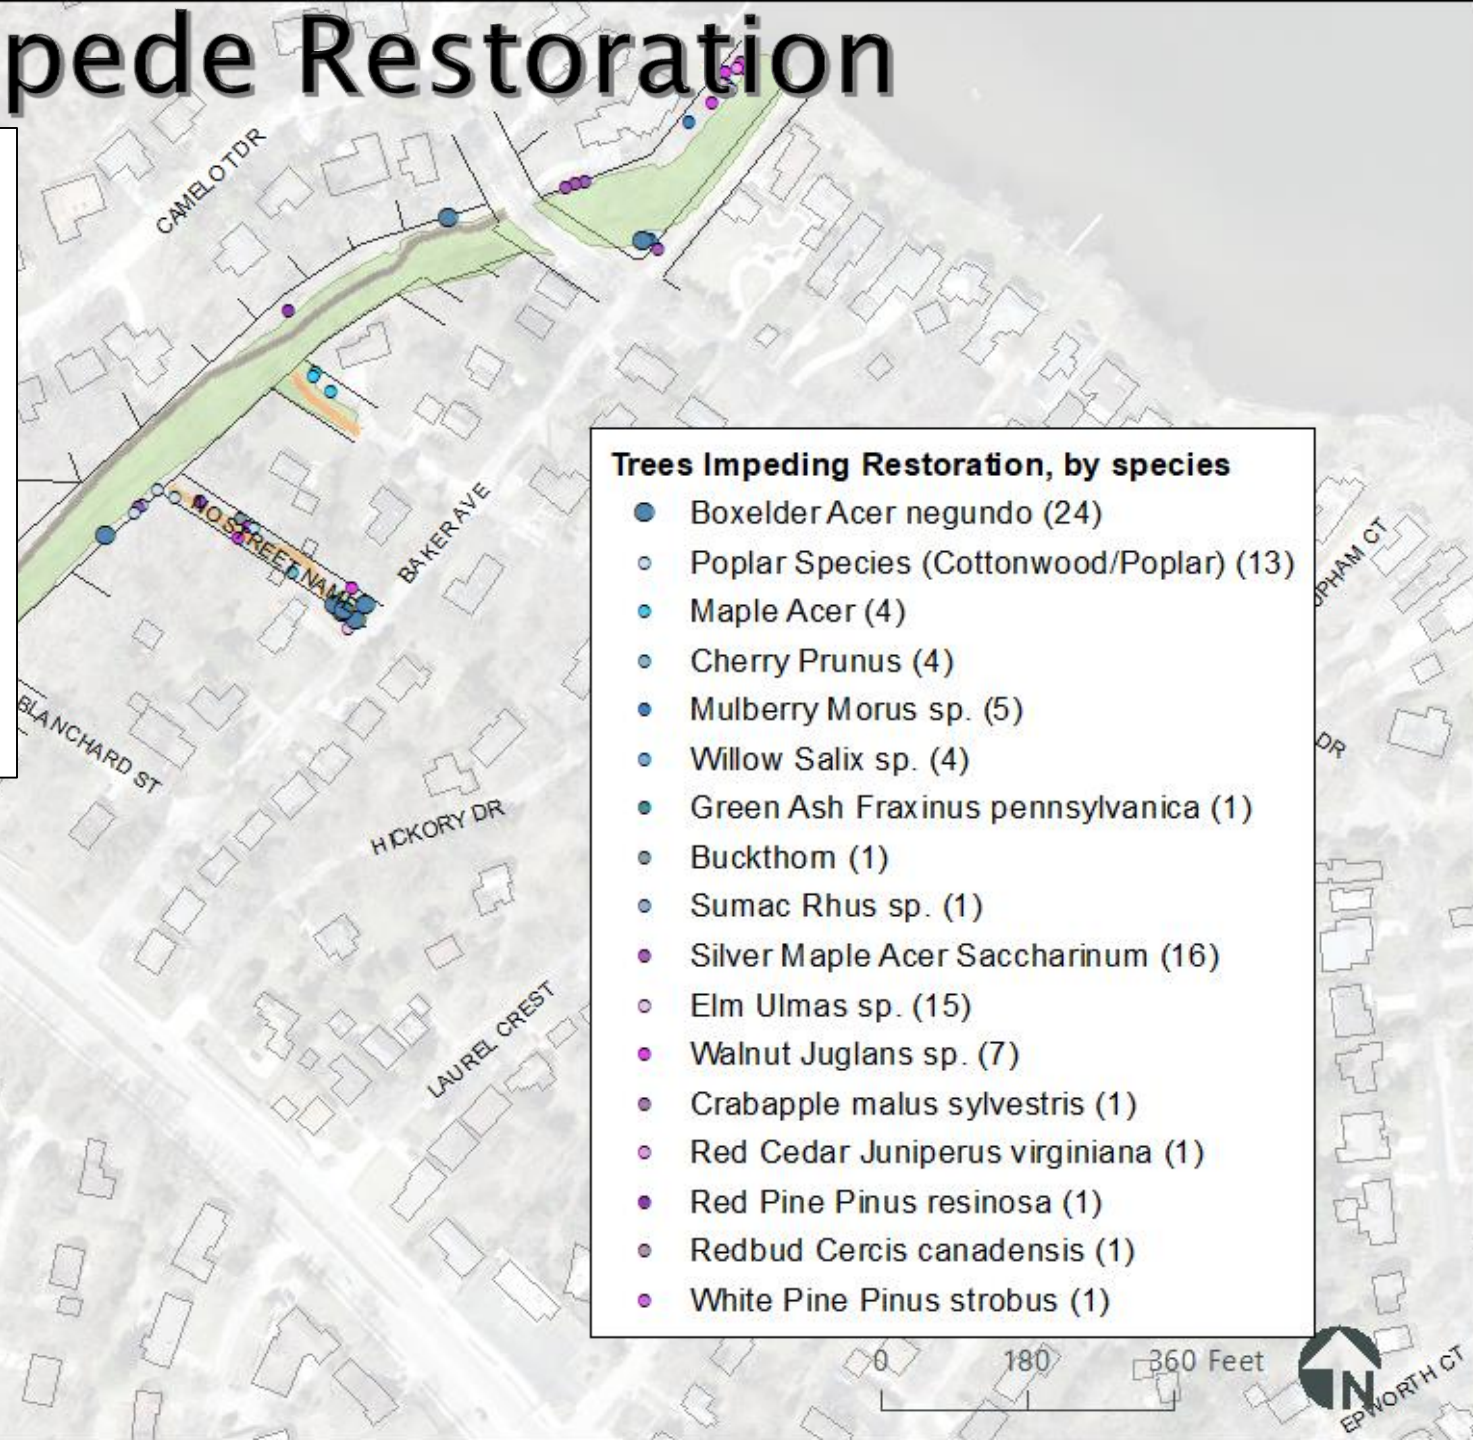 pede Restoration
CAMELOT DR
BAKER AVE
NO STREET NAME
BLANCHARD ST
HICKORY DR
LAUREL CREST
UPHAM CT
DR
Trees Impeding Restoration, by species
Boxelder Acer negundo (24)
Poplar Species (Cottonwood/Poplar) (13)
Maple Acer (4)
Cherry Prunus (4)
Mulberry Morus sp. (5)
Willow Salix sp. (4)
Green Ash Fraxinus pennsylvanica (1)
Buckthorn (1)
Sumac Rhus sp. (1)
Silver Maple Acer Saccharinum (16)
Elm Ulmas sp. (15)
Walnut Juglans sp. (7)
Crabapple malus sylvestris (1)
Red Cedar Juniperus virginiana (1)
Red Pine Pinus resinosa (1)
Redbud Cercis canadensis (1)
White Pine Pinus strobus (1)
0 180 360 Feet
N
EPWORTH CT